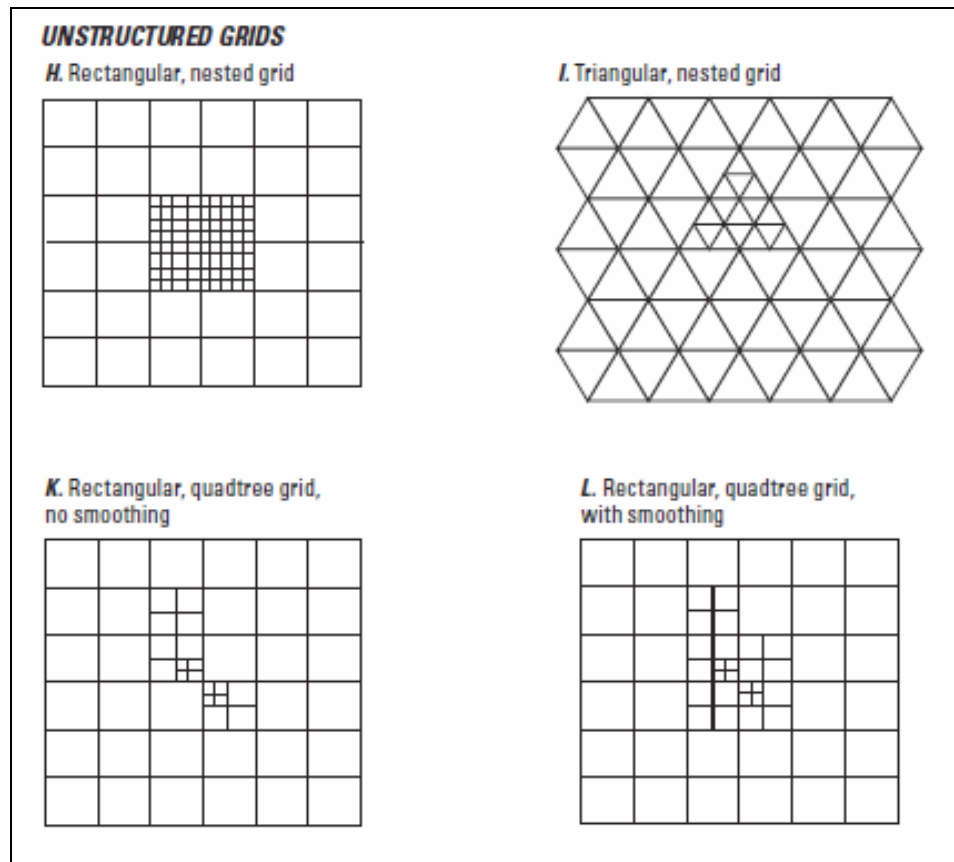 UNSTRUCTURED GRIDS
H. Rectangular, nested grid
I. Triangular, nested grid
K. Rectangular, quadtree grid,
no smoothing
L. Rectangular, quadtree grid,
with smoothing